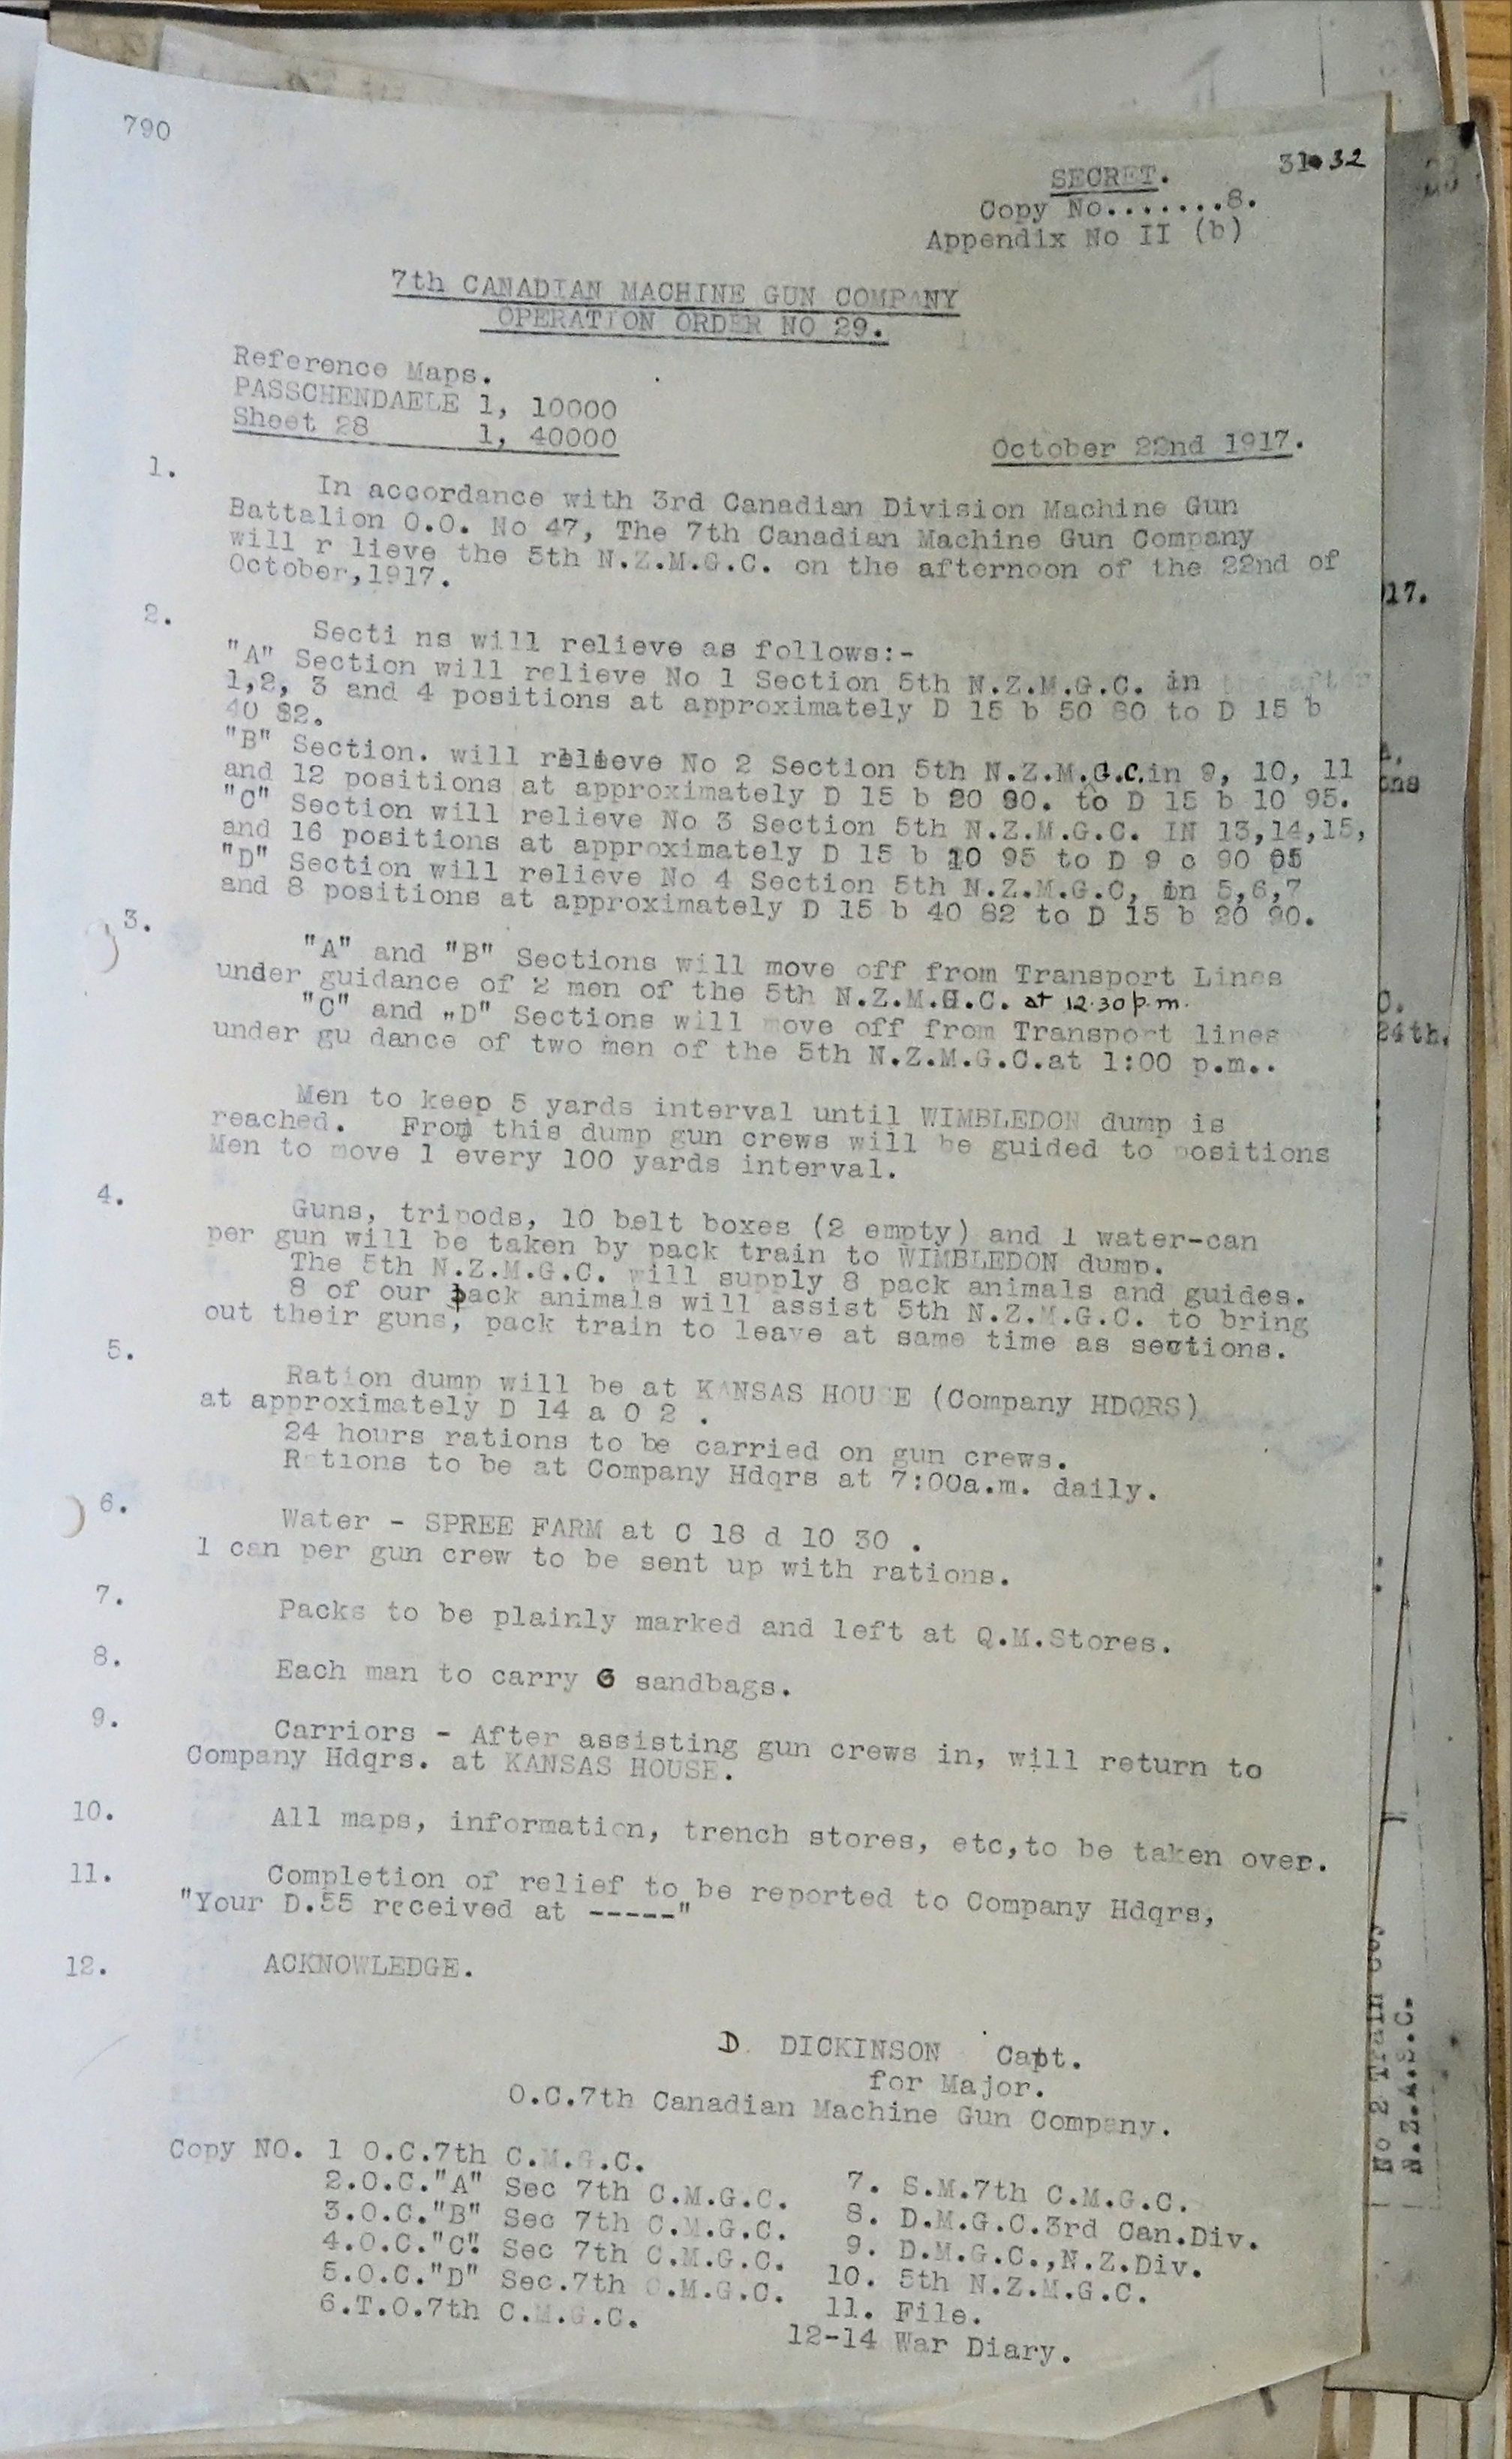 790
31 32
SECRET.
Copy No.......8.
Appendix No II (b)
7th CANADIAN MACHINE GUN COMPANY
OPERATION ORDER NO 29.
Reference Maps.
PASSCHENDAELE 1, 10000
Sheet 28 1, 40000
October 22nd 1917.
1.
In accordance with 3rd Canadian Division Machine Gun
Battalion O.O. No 47, The 7th Canadian Machine Gun Company
will r lieve the 5th N.Z.M.G.C. on the afternoon of the 22nd of
October,1917.
2.
Secti ns will relieve as follows:-
"A" Section will relieve No 1 Section 5th N.Z.M.G.C. in
1,2, 3 and 4 positions at approximately D 15 b 50 80 to D 15 b
40 82.
"B" Section. will relieve No 2 Section 5th N.Z.M.G.C.in 9, 10, 11
and 12 positions at approximately D 15 b 20 90. to D 15 b 10 95.
"C" Section will relieve No 3 Section 5th N.Z.M.G.C. IN 13,14,15,
and 16 positions at approximately D 15 b 10 95 to D 9 c 90 05
"D" Section will relieve No 4 Section 5th N.Z.M.G.C, in 5,6,7
and 8 positions at approximately D 15 b 40 82 to D 15 b 20 90.
3.
"A" and "B" Sections will move off from Transport Lines
under guidance of 2 men of the 5th N.Z.M.G.C. at 12.30 p.m.
"C" and "D" Sections will move off from Transport lines
under gu dance of two men of the 5th N.Z.M.G.C.at 1:00 p.m..
Men to keep 5 yards interval until WIMBLEDON dump is
reached. From this dump gun crews will be guided to positions
Men to move 1 every 100 yards interval.
4.
Guns, tripods, 10 belt boxes (2 empty) and 1 water-can
per gun will be taken by pack train to WIMBLEDON dump.
The 5th N.Z.M.G.C. will supply 8 pack animals and guides.
8 of our pack animals will assist 5th N.Z.M.G.C. to bring
out their guns, pack train to leave at same time as sections.
5.
Ration dump will be at KANSAS HOUSE (Company HDQRS)
at approximately D 14 a 0 2 .
24 hours rations to be carried on gun crews.
Rations to be at Company Hdqrs at 7:00a.m. daily.
6.
Water - SPREE FARM at C 18 d 10 30 .
1 can per gun crew to be sent up with rations.
7.
Packs to be plainly marked and left at Q.M.Stores.
8.
Each man to carry 6 sandbags.
9.
Carriors - After assisting gun crews in, will return to
Company Hdqrs. at KANSAS HOUSE.
10.
All maps, information, trench stores, etc,to be taken over.
11.
Completion of relief to be reported to Company Hdqrs,
"Your D.55 received at -----"
12.
ACKNOWLEDGE.
D. DICKINSON Capt.
for Major.
O.C.7th Canadian Machine Gun Company.
Copy NO. 1 O.C.7th C.M.G.C.
2.O.C."A" Sec 7th C.M.G.C.
3.O.C."B" Sec 7th C.M.G.C.
4.O.C."C" Sec 7th C.M.G.C.
5.O.C."D" Sec.7th C.M.G.C.
6.T.O.7th C.M.G.C.
7. S.M.7th C.M.G.C.
8. D.M.G.C.3rd Can.Div.
9. D.M.G.C.,N.Z.Div.
10. 5th N.Z.M.G.C.
11. File.
12-14 War Diary.
17.
24th.
No 2 Train Coy
N.Z.A.S.C.